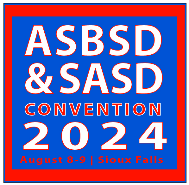 ASBSD
& SASD
CONVENTION
2024
August 8-9 | Sioux Falls